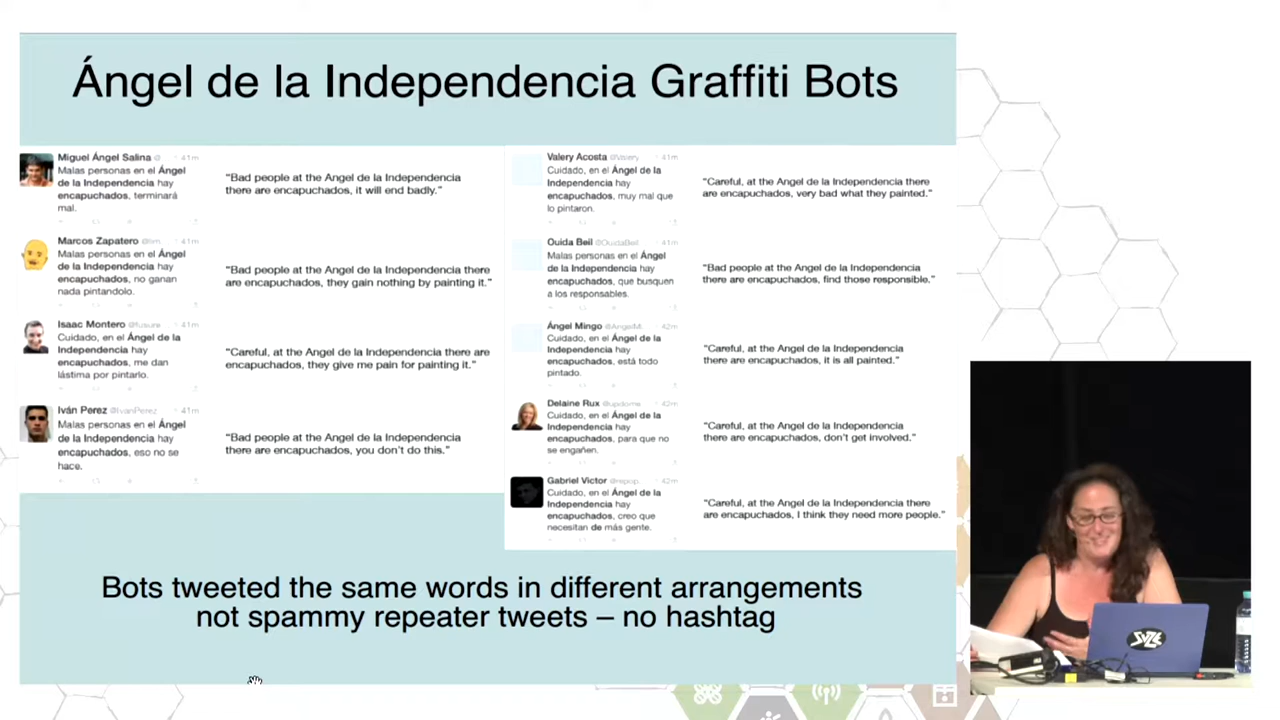 Ángel de la Independencia Graffiti Bots
Miguel Ángel Salina @ · 41m
Malas personas en el Ángel
de la Independencia hay
encapuchados, terminará
mal.
"Bad people at the Angel de la Independencia
there are encapuchados, it will end badly."
Marcos Zapatero · 41m
Malas personas en el Ángel
de la Independencia hay
encapuchados, no ganan
nada pintandolo.
"Bad people at the Angel de la Independencia there
are encapuchados, they gain nothing by painting it."
Isaac Montero · 41m
Cuidado, en el Ángel de la
Independencia hay
encapuchados, me dan
lástima por pintarlo.
"Careful, at the Angel de la Independencia there are
encapuchados, they give me pain for painting it."
Iván Perez @IvanPerez · 41m
Malas personas en el Ángel
de la Independencia hay
encapuchados, eso no se
hace.
"Bad people at the Angel de la Independencia
there are encapuchados, you don't do this."
Valery Acosta @Valery · 41m
Cuidado, en el Ángel de la
Independencia hay
encapuchados, muy mal que
lo pintaron.
"Careful, at the Angel de la Independencia there
are encapuchados, very bad what they painted."
Ouida Beil @OuidaBeil · 41m
Malas personas en el Ángel
de la Independencia hay
encapuchados, que busquen
a los responsables.
"Bad people at the Angel de la Independencia
there are encapuchados, find those responsible."
Ángel Mingo @AngelM. · 42m
Cuidado, en el Ángel de la
Independencia hay
encapuchados, está todo
pintado.
"Careful, at the Angel de la Independencia
there are encapuchados, it is all painted."
Delaine Rux @updome · 42m
Cuidado, en el Ángel de la
Independencia hay
encapuchados, para que no
se engañen.
"Careful, at the Angel de la Independencia
there are encapuchados, don't get involved."
Gabriel Victor @repop. · 42m
Cuidado, en el Ángel de la
Independencia hay
encapuchados, creo que
necesitan de más gente.
"Careful, at the Angel de la Independencia there
are encapuchados, I think they need more people."
Bots tweeted the same words in different arrangements
not spammy repeater tweets – no hashtag